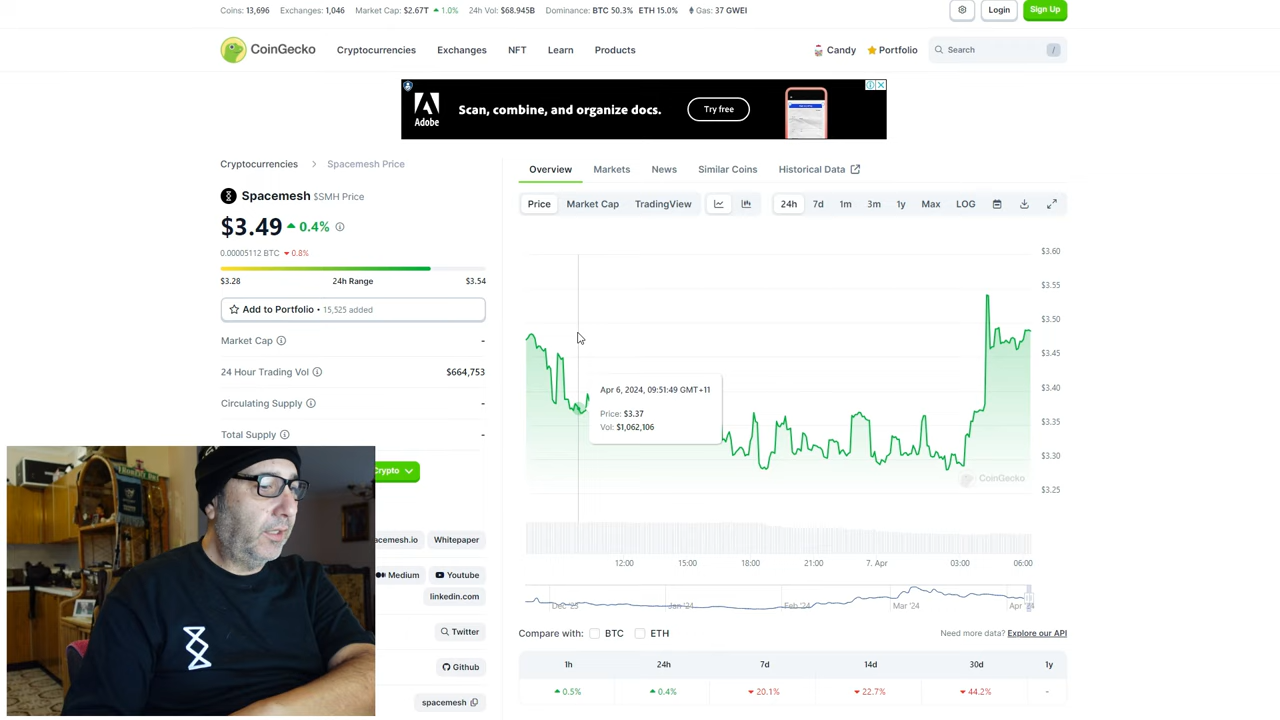 Coins: 13,696 Exchanges: 1,046 Market Cap: $2.67T 1.0% 24h Vol: $68.945B Dominance: BTC 50.3% ETH 15.0% Gas: 37 GWEI
Login Sign Up
CoinGecko Cryptocurrencies Exchanges NFT Learn Products Candy Portfolio Search /
Adobe
Scan, combine, and organize docs. Try free
Cryptocurrencies Spacemesh Price
Overview Markets News Similar Coins Historical Data
Spacemesh $SMH Price
Price Market Cap TradingView 24h 7d 1m 3m 1y Max LOG
$3.49 0.4%
0.00005112 BTC 0.8%
$3.28 24h Range $3.54
Add to Portfolio • 15,525 added
Market Cap -
24 Hour Trading Vol $664,753
Circulating Supply -
Total Supply -
Crypto
acemesh.io Whitepaper
Medium Youtube
linkedin.com
Twitter
Github
spacemesh
$3.60
$3.55
$3.50
$3.45
$3.40
$3.35
$3.30
$3.25
Apr 6, 2024, 09:51:49 GMT+11
Price: $3.37
Vol: $1,062,106
CoinGecko
12:00 15:00 18:00 21:00 7. Apr 03:00 06:00
Dec '23 Jan '24 Feb '24 Mar '24 Apr '24
Compare with: BTC ETH Need more data? Explore our API
1h 24h 7d 14d 30d 1y
0.5% 0.4% 20.1% 22.7% 44.2% -